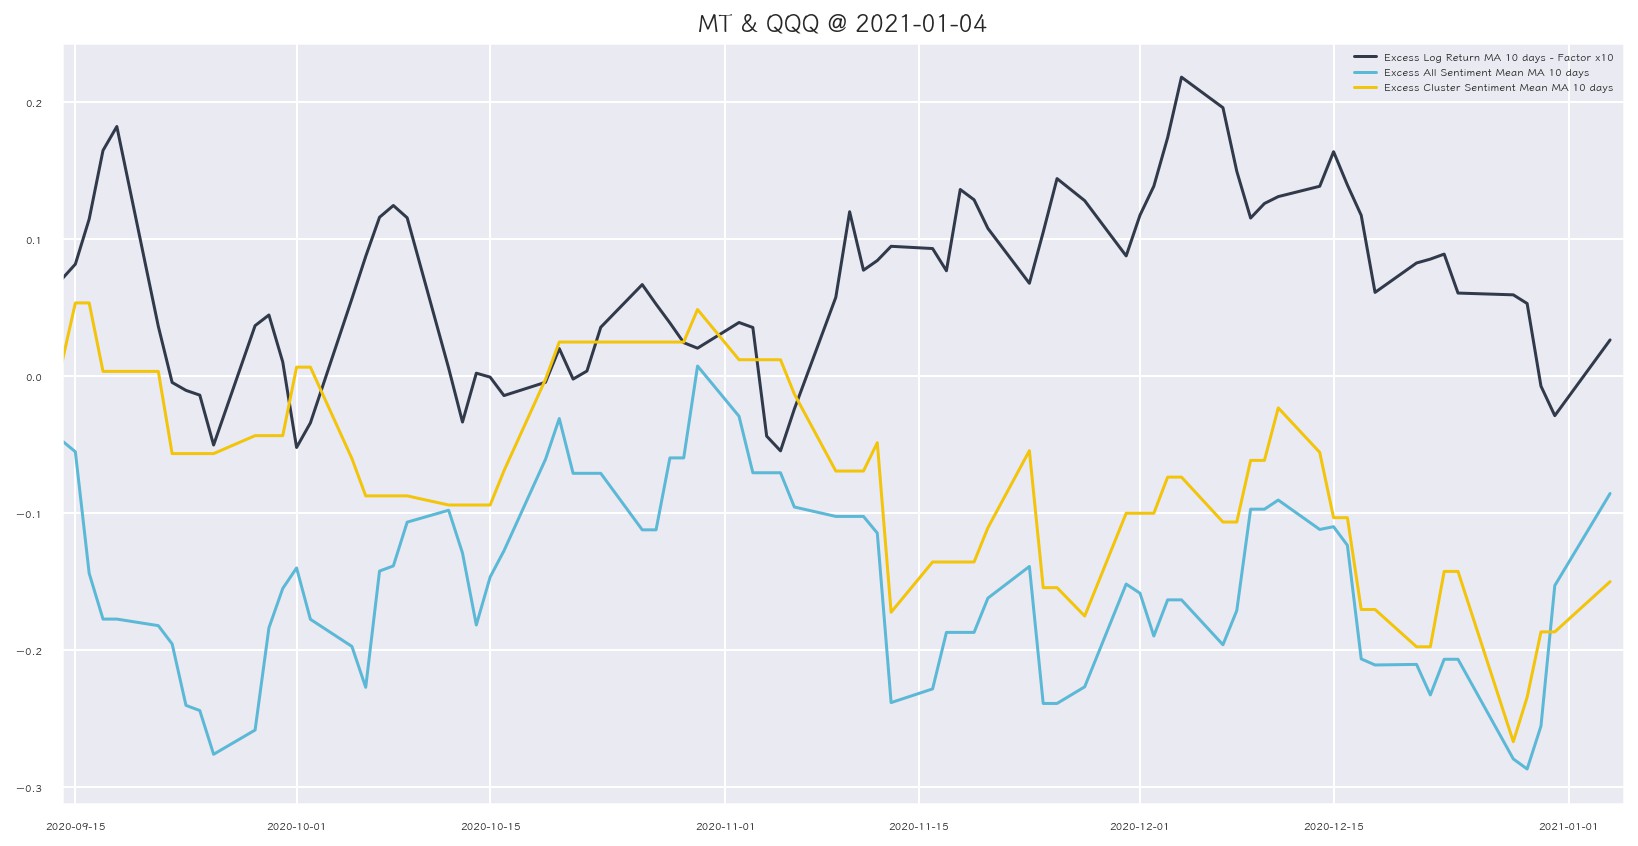 MT & QQQ @ 2021-01-04
Excess Log Return MA 10 days - Factor x10
Excess All Sentiment Mean MA 10 days
Excess Cluster Sentiment Mean MA 10 days
0.2
0.1
0.0
−0.1
−0.2
−0.3
2020-09-15 2020-10-01 2020-10-15 2020-11-01 2020-11-15 2020-12-01 2020-12-15 2021-01-01